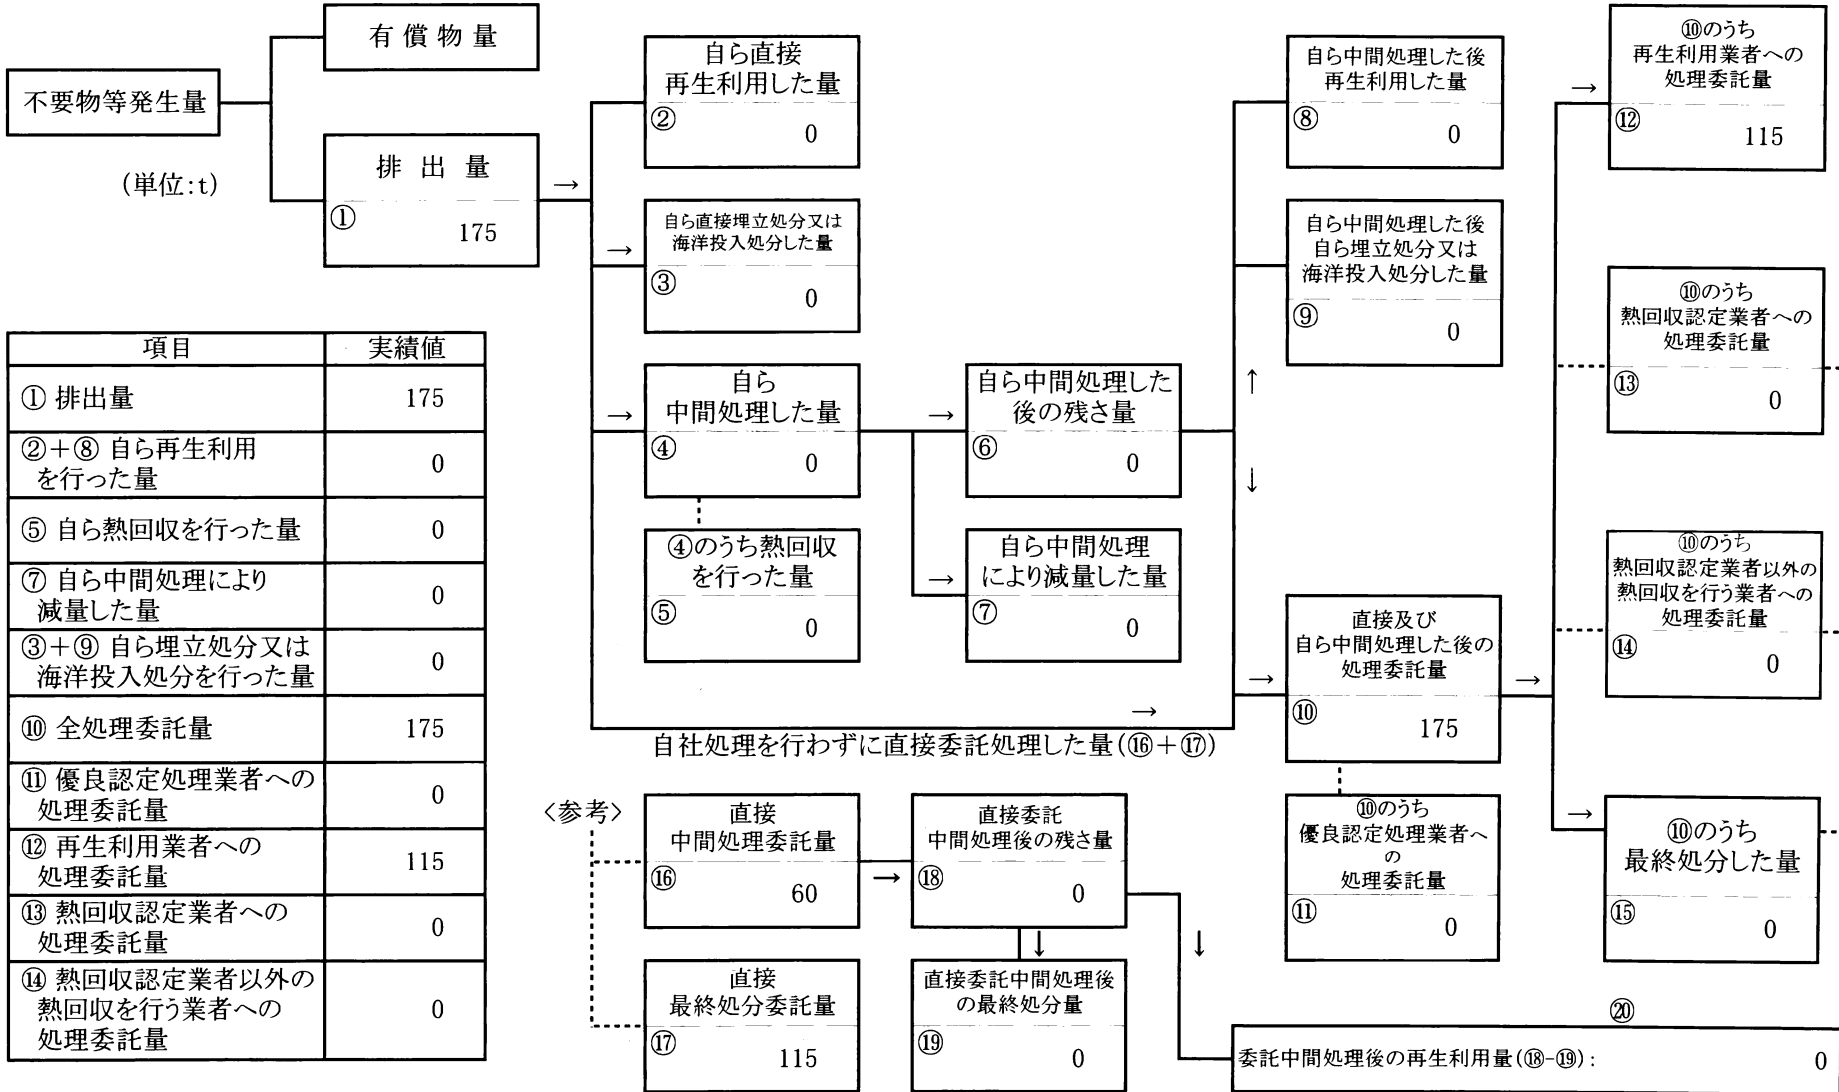 不要物等発生量
(単位:t)
有償物量
排出量
①
175
自ら直接
再生利用した量
②
0
自ら直接埋立処分又は
海洋投入処分した量
③
0
自ら
中間処理した量
④
0
④のうち熱回収
を行った量
⑤
0
自ら中間処理した
後の残さ量
⑥
0
自ら中間処理
により減量した量
⑦
0
自ら中間処理した後
再生利用した量
⑧
0
自ら中間処理した後
自ら埋立処分又は
海洋投入処分した量
⑨
0
直接及び
自ら中間処理した後の
処理委託量
⑩
175
⑩のうち
優良認定処理業者へ
の
処理委託量
⑪
0
⑩のうち
再生利用業者への
処理委託量
⑫
115
⑩のうち
熱回収認定業者への
処理委託量
⑬
0
⑩のうち
熱回収認定業者以外の
熱回収を行う業者への
処理委託量
⑭
0
⑩のうち
最終処分した量
⑮
0
自社処理を行わずに直接委託処理した量(⑯+⑰)
〈参考〉
直接
中間処理委託量
⑯
60
直接
最終処分委託量
⑰
115
直接委託
中間処理後の残さ量
⑱
0
直接委託中間処理後
の最終処分量
⑲
0
⑳
委託中間処理後の再生利用量(⑱-⑲): 0
項目 実績値
① 排出量 175
②+⑧ 自ら再生利用
を行った量 0
⑤ 自ら熱回収を行った量 0
⑦ 自ら中間処理により
減量した量 0
③+⑨ 自ら埋立処分又は
海洋投入処分を行った量 0
⑩ 全処理委託量 175
⑪ 優良認定処理業者への
処理委託量 0
⑫ 再生利用業者への
処理委託量 115
⑬ 熱回収認定業者への
処理委託量 0
⑭ 熱回収認定業者以外の
熱回収を行う業者への
処理委託量 0